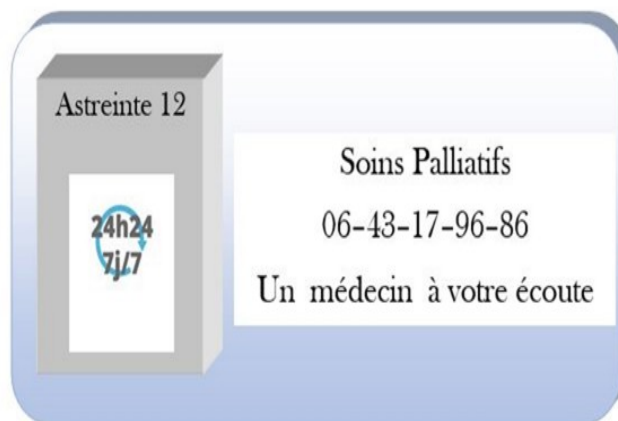 Astreinte 12
24h24
7j/7
Soins Palliatifs
06-43-17-96-86
Un médecin à votre écoute